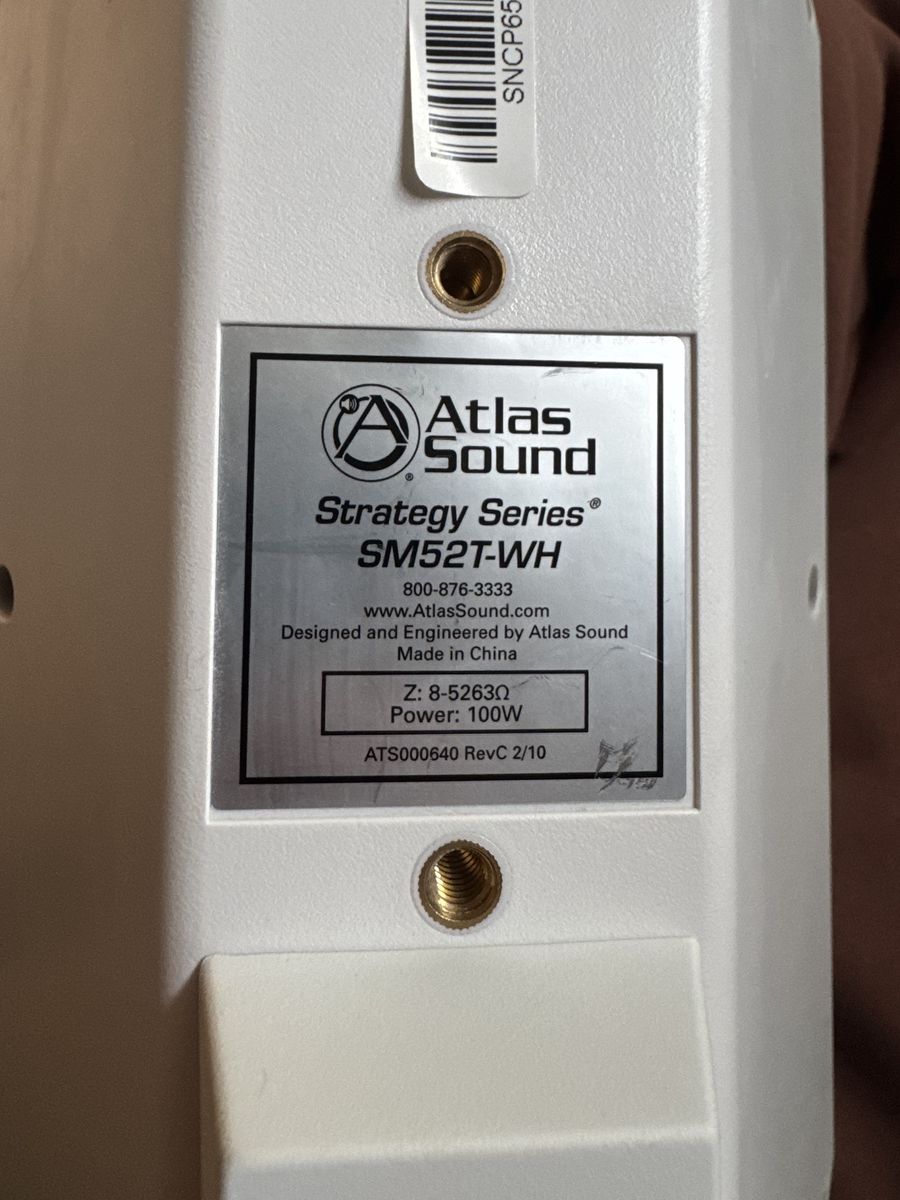 SNCP65
Atlas
Sound®
Strategy Series®
SM52T-WH
800-876-3333
www.AtlasSound.com
Designed and Engineered by Atlas Sound
Made in China
Z: 8-5263Ω
Power: 100W
ATS000640 RevC 2/10